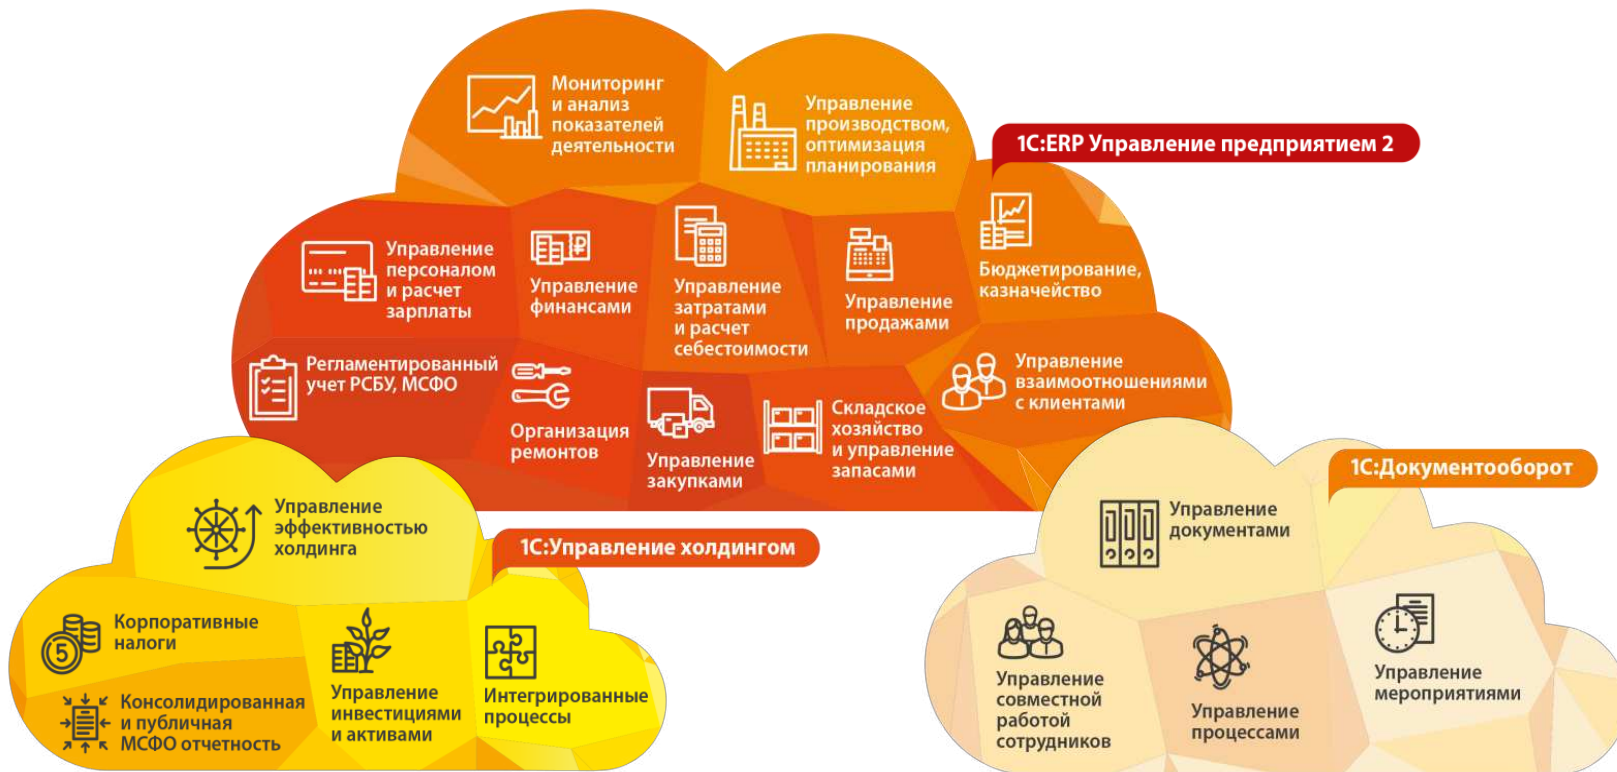 Мониторинг
и анализ
показателей
деятельности
Управление
производством,
оптимизация
планирования
1С:ERP Управление предприятием 2
Управление
персоналом
и расчет
зарплаты
Управление
финансами
Управление
затратами
и расчет
себестоимости
Управление
продажами
Бюджетирование,
казначейство
Регламентированный
учет РСБУ, МСФО
Организация
ремонтов
Управление
закупками
Складское
хозяйство
и управление
запасами
Управление
взаимоотношениями
с клиентами
Управление
эффективностью
холдинга
1С:Управление холдингом
Корпоративные
налоги
5
Консолидированная
и публичная
МСФО отчетность
Управление
инвестициями
и активами
Интегрированные
процессы
1С:Документооборот
Управление
документами
Управление
совместной
работой
сотрудников
Управление
процессами
Управление
мероприятиями